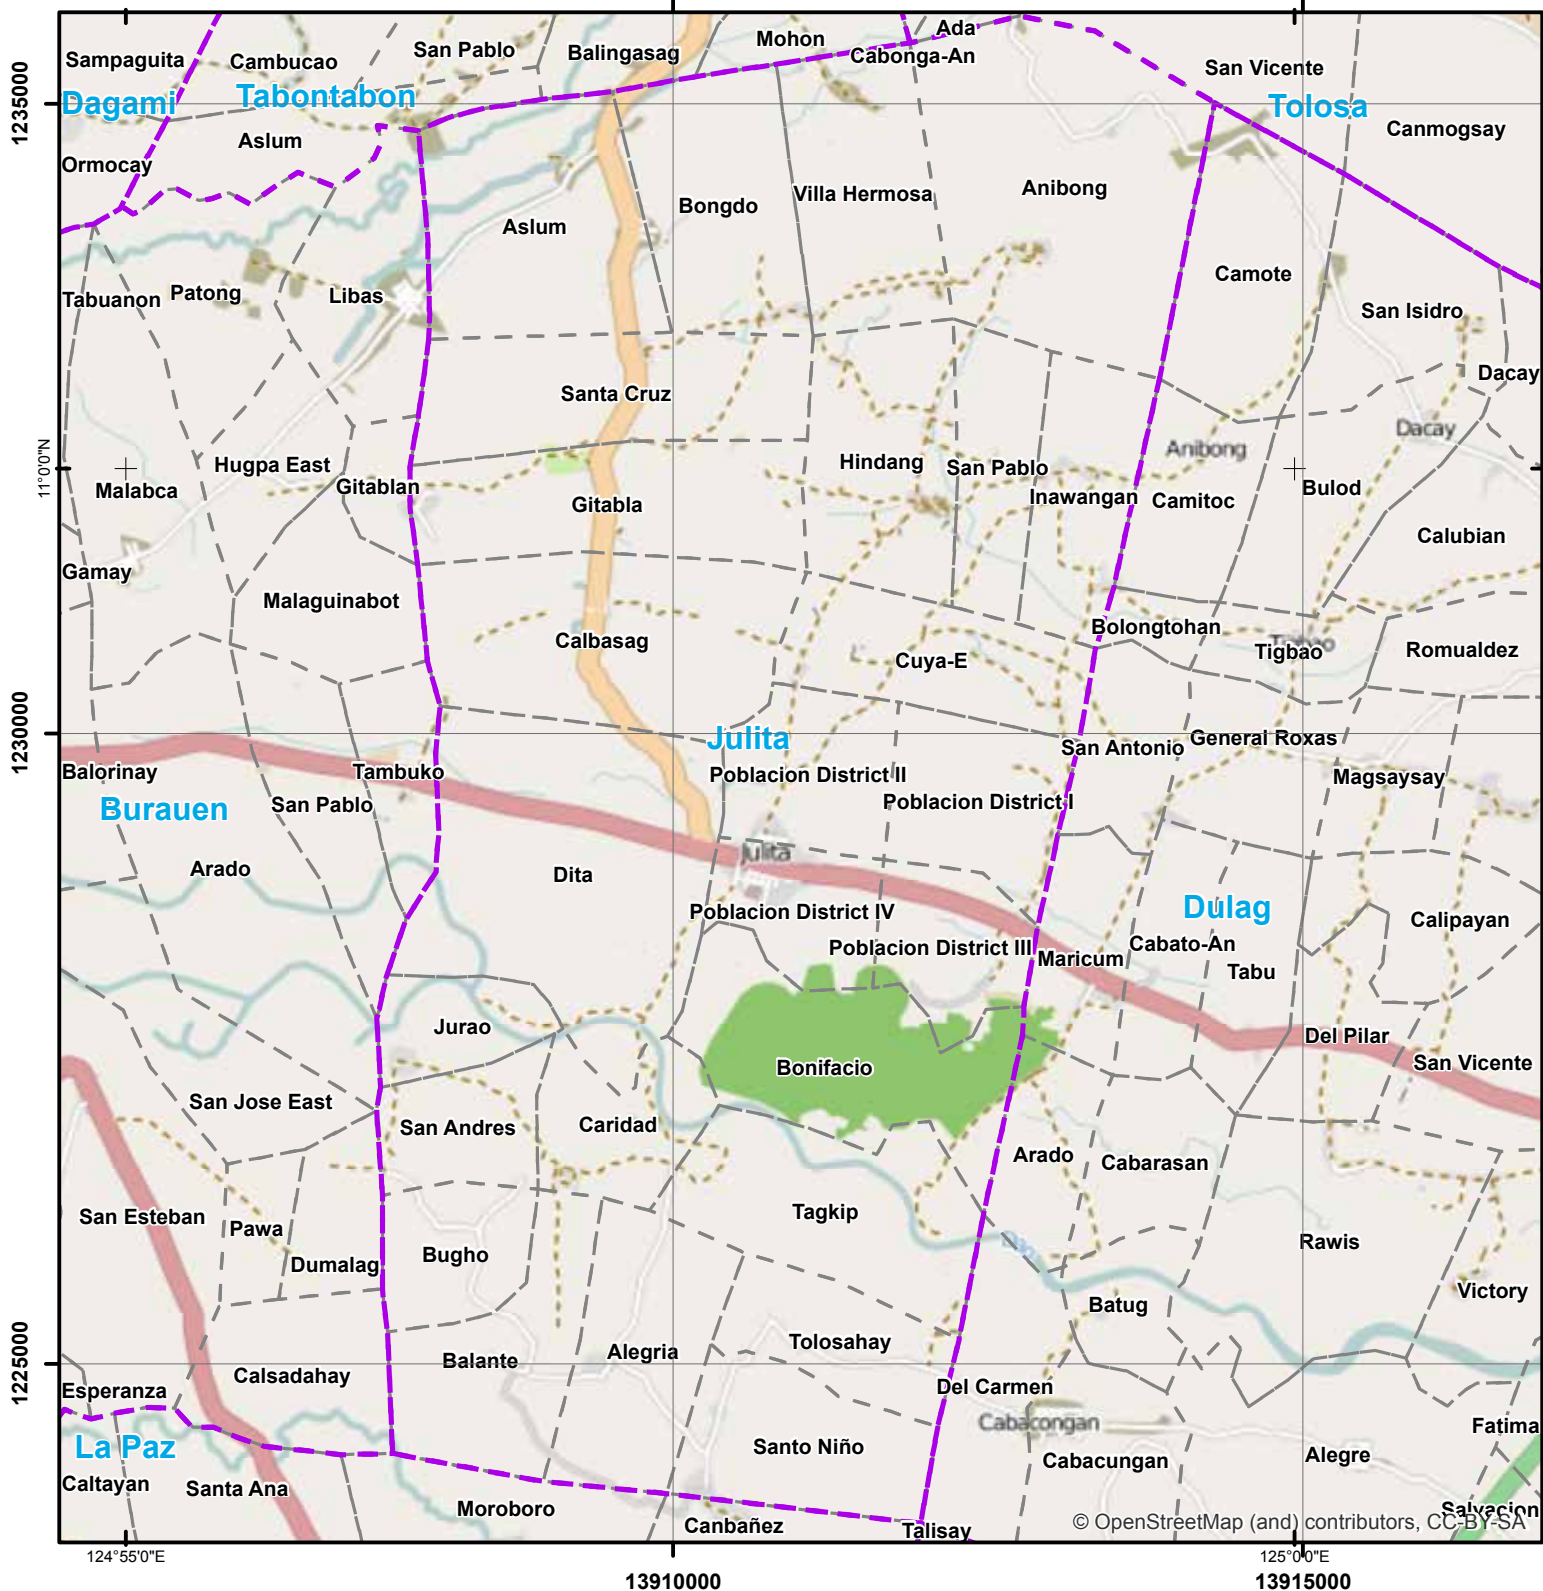 Ada
Mohon
San Pablo
Balingasag
Cabonga-An
Sampaguita
Cambucao
San Vicente
1235000
Dagami
Tabontabon
Tolosa
Canmogsay
Aslum
Ormocay
Anibong
Villa Hermosa
Bongdo
Aslum
Camote
Tabuanon
Patong
Libas
San Isidro
Dacay
Santa Cruz
Dacay
Anibong
11°0'0"N
Hugpa East
Hindang
San Pablo
Malabca
Gitablan
Inawangan
Camitoc
Bulod
Gitabla
Calubian
Gamay
Malaguinabot
Bolongtohan
Calbasag
Tigbao
Tigbao
Romualdez
Cuya-E
1230000
Julita
San Antonio
General Roxas
Balorinay
Tambuko
Poblacion District II
Magsaysay
Burauen
San Pablo
Poblacion District I
Julita
Arado
Dita
Dulag
Poblacion District IV
Calipayan
Poblacion District III
Maricum
Cabato-An
Tabu
Jurao
Del Pilar
San Vicente
Bonifacio
San Jose East
San Andres
Caridad
Arado
Cabarasan
San Esteban
Pawa
Tagkip
Rawis
Bugho
Dumalag
Victory
Batug
Tolosahay
Alegria
1225000
Balante
Calsadahay
Esperanza
Del Carmen
Cabacongan
Fatima
La Paz
Santo Niño
Alegre
Cabacungan
Caltayan
Santa Ana
Moroboro
Salvacion
Canbañez
Talisay
© OpenStreetMap (and) contributors, CC-BY-SA
124°55'0"E
125°0'0"E
13910000
13915000